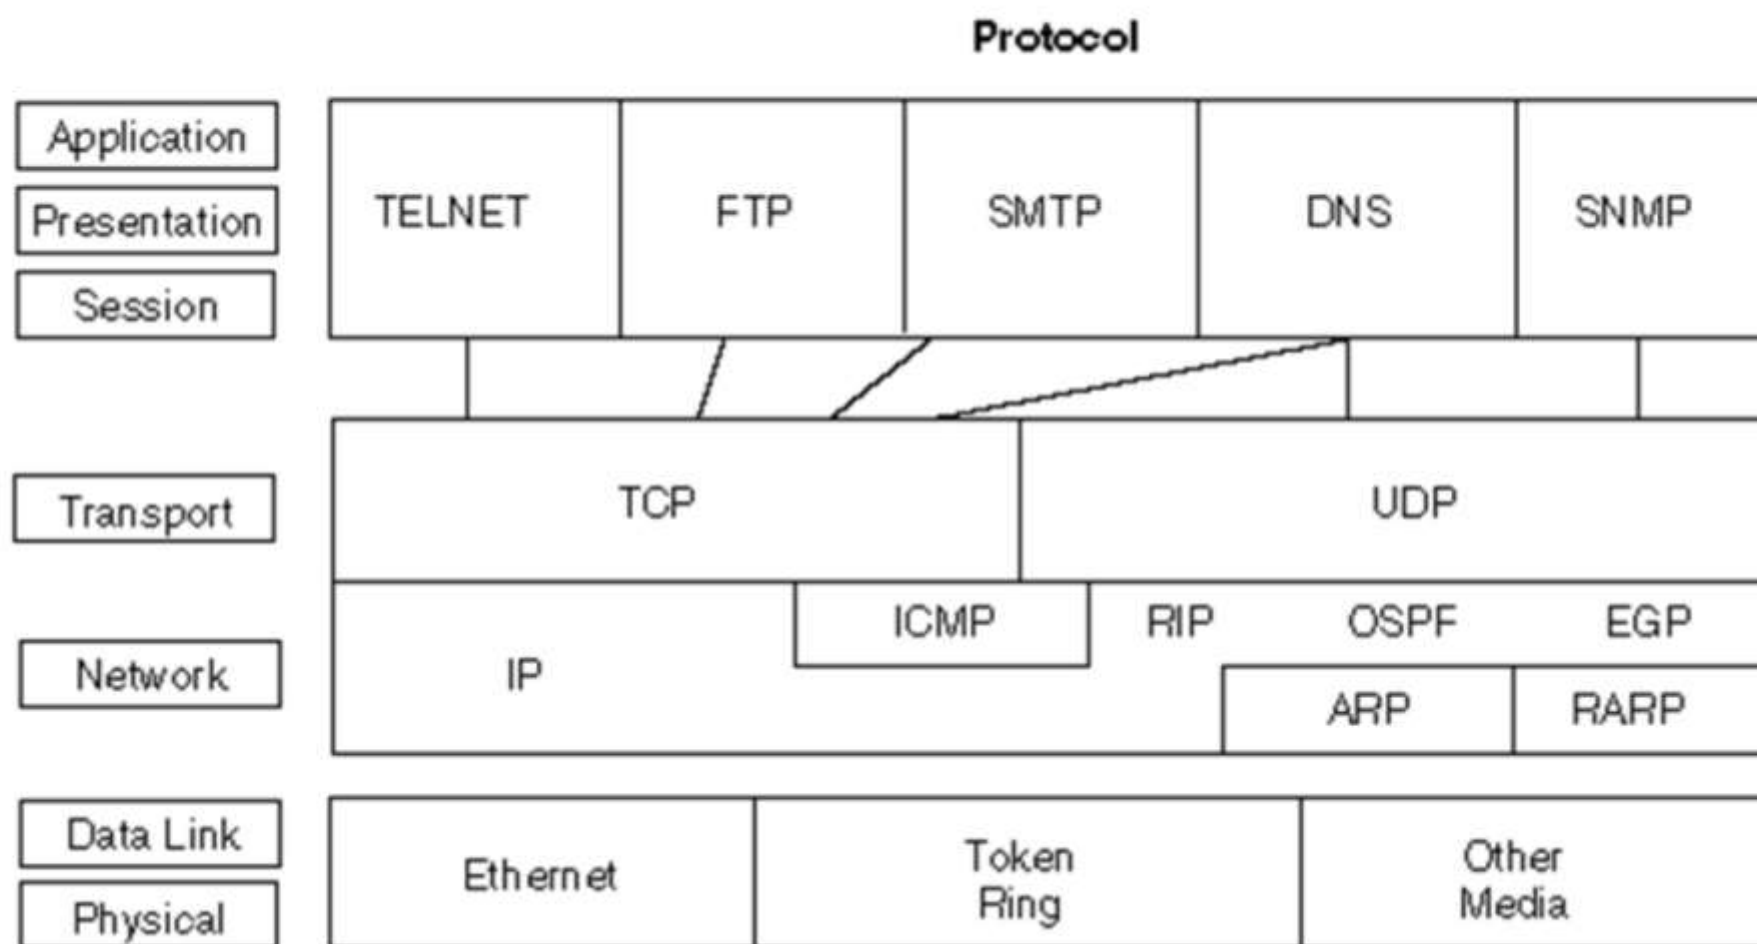 Protocol
Application
Presentation
Session
TELNET
FTP
SMTP
DNS
SNMP
Transport
TCP
UDP
Network
IP
ICMP
RIP
OSPF
EGP
ARP
RARP
Data Link
Physical
Ethernet
Token
Ring
Other
Media